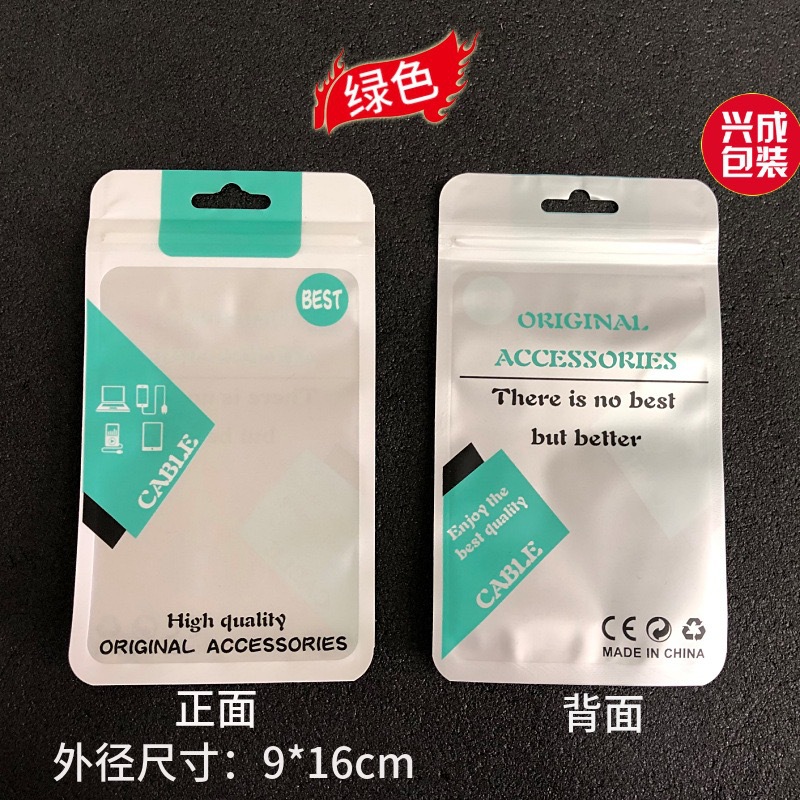 绿色
兴成
包装
BEST
CABLE
High quality
ORIGINAL ACCESSORIES
ORIGINAL
ACCESSORIES
There is no best
but better
Enjoy the
best quality
CABLE
CE
MADE IN CHINA
正面
背面
外径尺寸：9*16cm